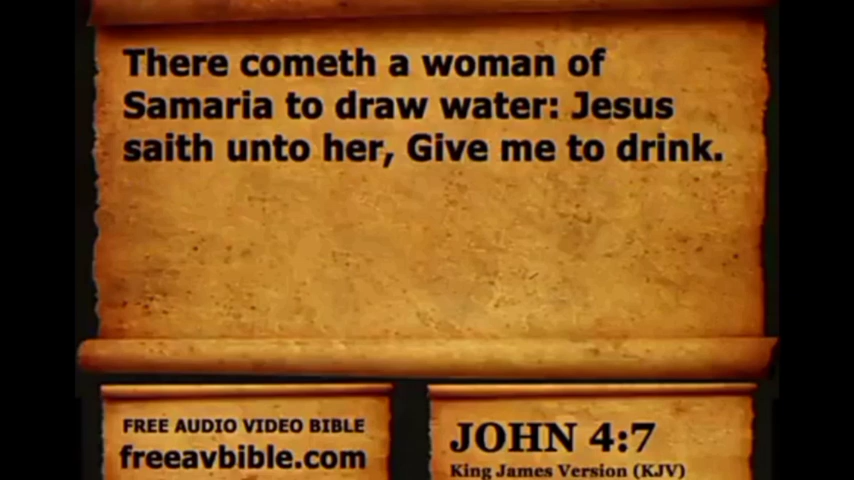 There cometh a woman of
Samaria to draw water: Jesus
saith unto her, Give me to drink.
FREE AUDIO VIDEO BIBLE
freeavbible.com
JOHN 4:7
King James Version (KJV)